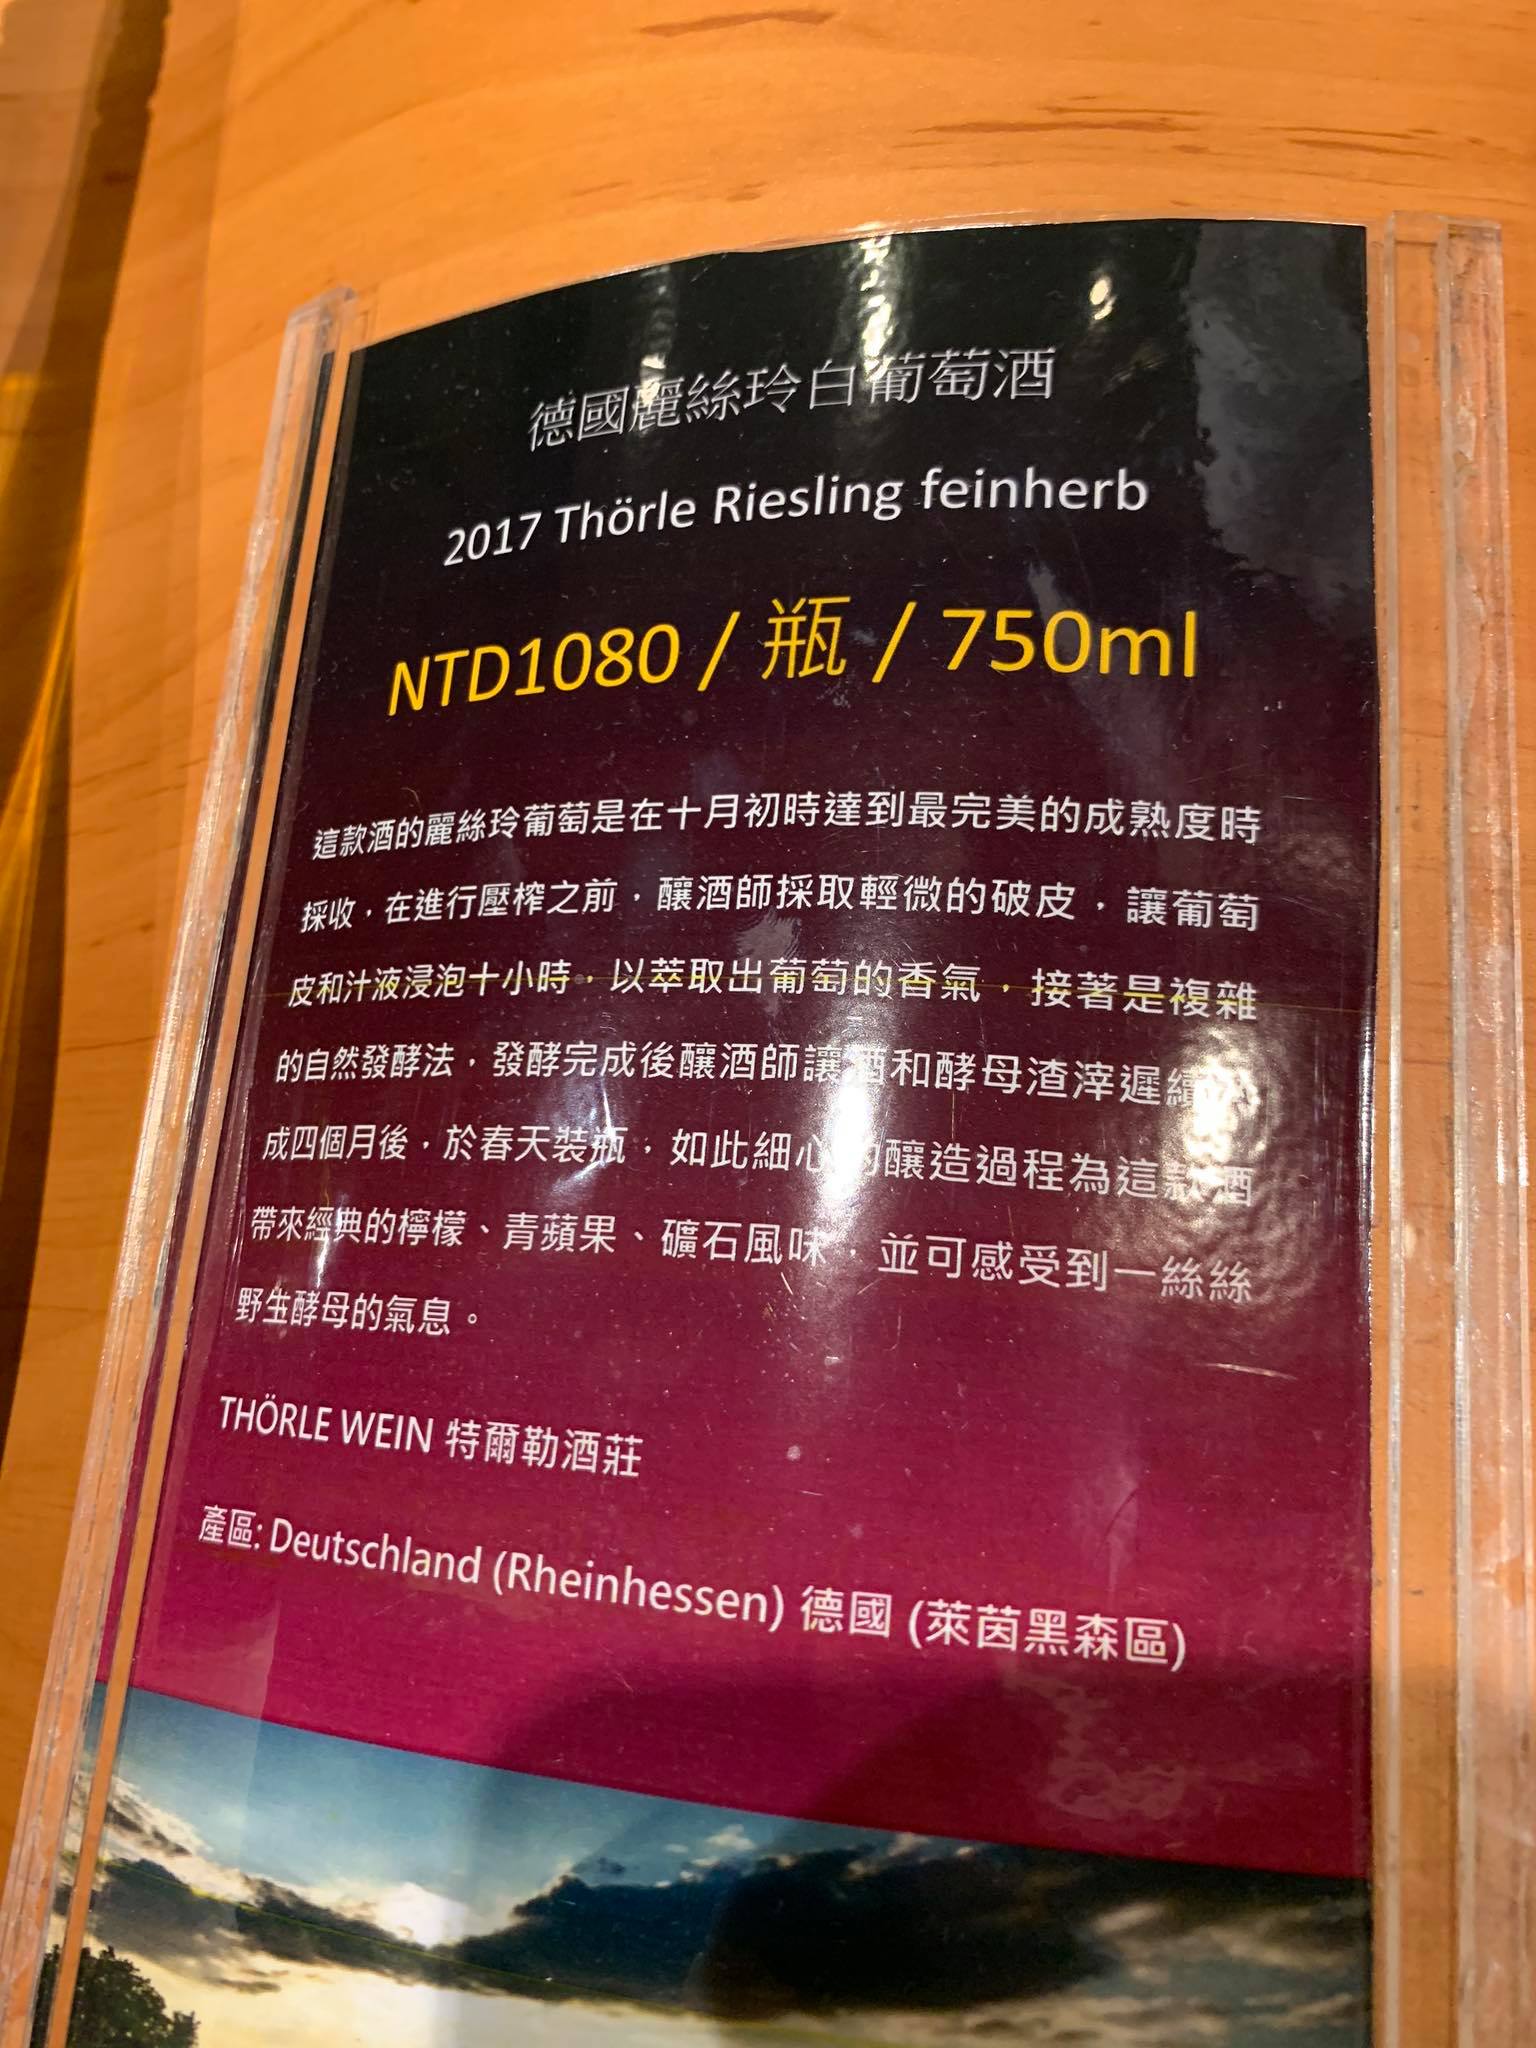 德國麗絲玲白葡萄酒
2017 Thörle Riesling feinherb
NTD1080 / 瓶 / 750ml
這款酒的麗絲玲葡萄是在十月初時達到最完美的成熟度時
採收，在進行壓榨之前，釀酒師採取輕微的破皮，讓葡萄
皮和汁液浸泡十小時，以萃取出葡萄的香氣，接著是複雜
的自然發酵法，發酵完成後釀酒師讓酒和酵母渣滓遲續
成四個月後，於春天裝瓶，如此細心的釀造過程為這款酒
帶來經典的檸檬、青蘋果、礦石風味，並可感受到一絲絲
野生酵母的氣息。
THÖRLE WEIN 特爾勒酒莊
產區: Deutschland (Rheinhessen) 德國 (萊茵黑森區)